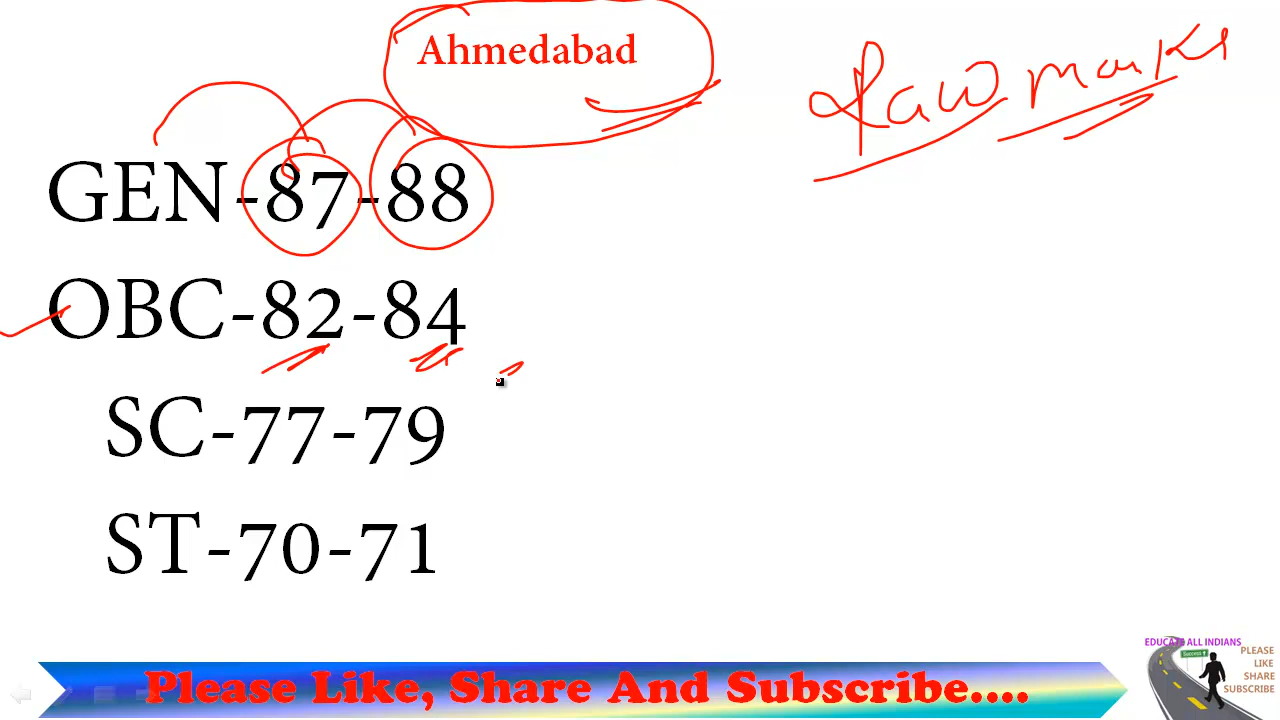 Ahmedabad
Raw marks
GEN-87-88
OBC-82-84
SC-77-79
ST-70-71
EDUCATE ALL INDIANS
Success
PLEASE
LIKE
SHARE
SUBSCRIBE
Please Like, Share And Subscribe....